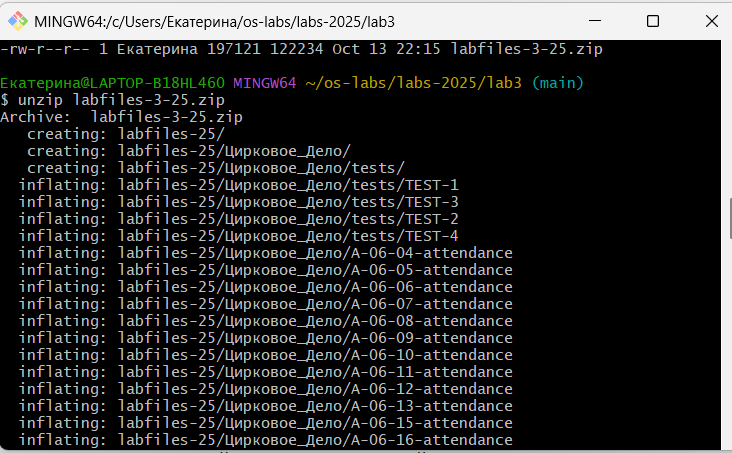 MINGW64:/c/Users/Екатерина/os-labs/labs-2025/lab3
-rw-r--r-- 1 Екатерина 197121 122234 Oct 13 22:15 labfiles-3-25.zip
Екатерина@LAPTOP-B18HL460 MINGW64 ~/os-labs/labs-2025/lab3 (main)
$ unzip labfiles-3-25.zip
Archive:  labfiles-3-25.zip
   creating: labfiles-25/
   creating: labfiles-25/Цирковое_Дело/
   creating: labfiles-25/Цирковое_Дело/tests/
  inflating: labfiles-25/Цирковое_Дело/tests/TEST-1
  inflating: labfiles-25/Цирковое_Дело/tests/TEST-3
  inflating: labfiles-25/Цирковое_Дело/tests/TEST-2
  inflating: labfiles-25/Цирковое_Дело/tests/TEST-4
  inflating: labfiles-25/Цирковое_Дело/A-06-04-attendance
  inflating: labfiles-25/Цирковое_Дело/A-06-05-attendance
  inflating: labfiles-25/Цирковое_Дело/A-06-06-attendance
  inflating: labfiles-25/Цирковое_Дело/A-06-07-attendance
  inflating: labfiles-25/Цирковое_Дело/A-06-08-attendance
  inflating: labfiles-25/Цирковое_Дело/A-06-09-attendance
  inflating: labfiles-25/Цирковое_Дело/A-06-10-attendance
  inflating: labfiles-25/Цирковое_Дело/A-06-11-attendance
  inflating: labfiles-25/Цирковое_Дело/A-06-12-attendance
  inflating: labfiles-25/Цирковое_Дело/A-06-13-attendance
  inflating: labfiles-25/Цирковое_Дело/A-06-15-attendance
  inflating: labfiles-25/Цирковое_Дело/A-06-16-attendance